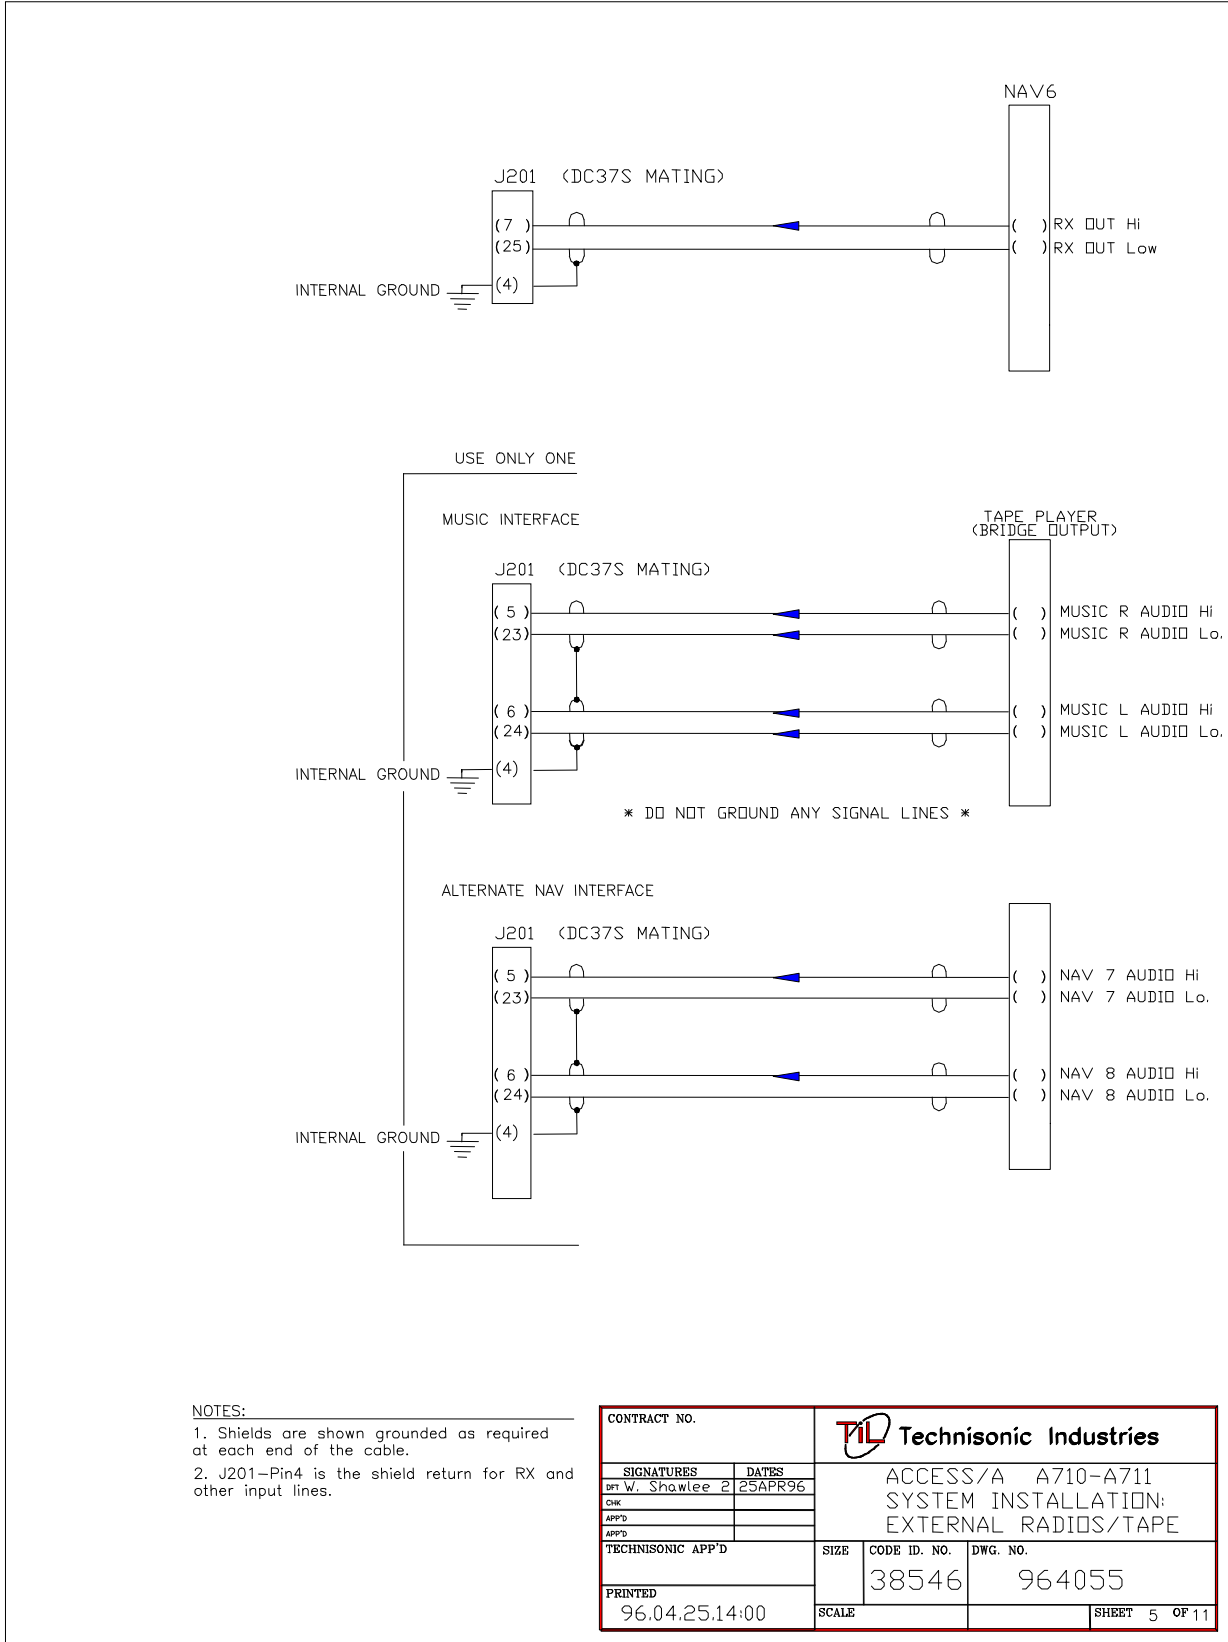 NAV6
J201 (DC37S MATING)
(7 )
( ) RX OUT Hi
(25)
( ) RX OUT Low
INTERNAL GROUND
(4)
USE ONLY ONE
MUSIC INTERFACE
TAPE PLAYER
(BRIDGE OUTPUT)
J201 (DC37S MATING)
( 5 )
( ) MUSIC R AUDIO Hi
(23)
( ) MUSIC R AUDIO Lo.
( 6 )
( ) MUSIC L AUDIO Hi
(24)
( ) MUSIC L AUDIO Lo.
INTERNAL GROUND
(4)
* DO NOT GROUND ANY SIGNAL LINES *
ALTERNATE NAV INTERFACE
J201 (DC37S MATING)
( 5 )
( ) NAV 7 AUDIO Hi
(23)
( ) NAV 7 AUDIO Lo.
( 6 )
( ) NAV 8 AUDIO Hi
(24)
( ) NAV 8 AUDIO Lo.
INTERNAL GROUND
(4)
NOTES:
1. Shields are shown grounded as required
at each end of the cable.
2. J201-Pin4 is the shield return for RX and
other input lines.
CONTRACT NO.
TiL Technisonic Industries
SIGNATURES DATES
DFT W. Shawlee 2 25APR96
CHK
APP'D
APP'D
ACCESS/A A710-A711
SYSTEM INSTALLATION:
EXTERNAL RADIOS/TAPE
TECHNISONIC APP'D
SIZE
CODE ID. NO.
38546
DWG. NO.
964055
PRINTED
96.04.25.14:00
SCALE
SHEET 5 OF 11